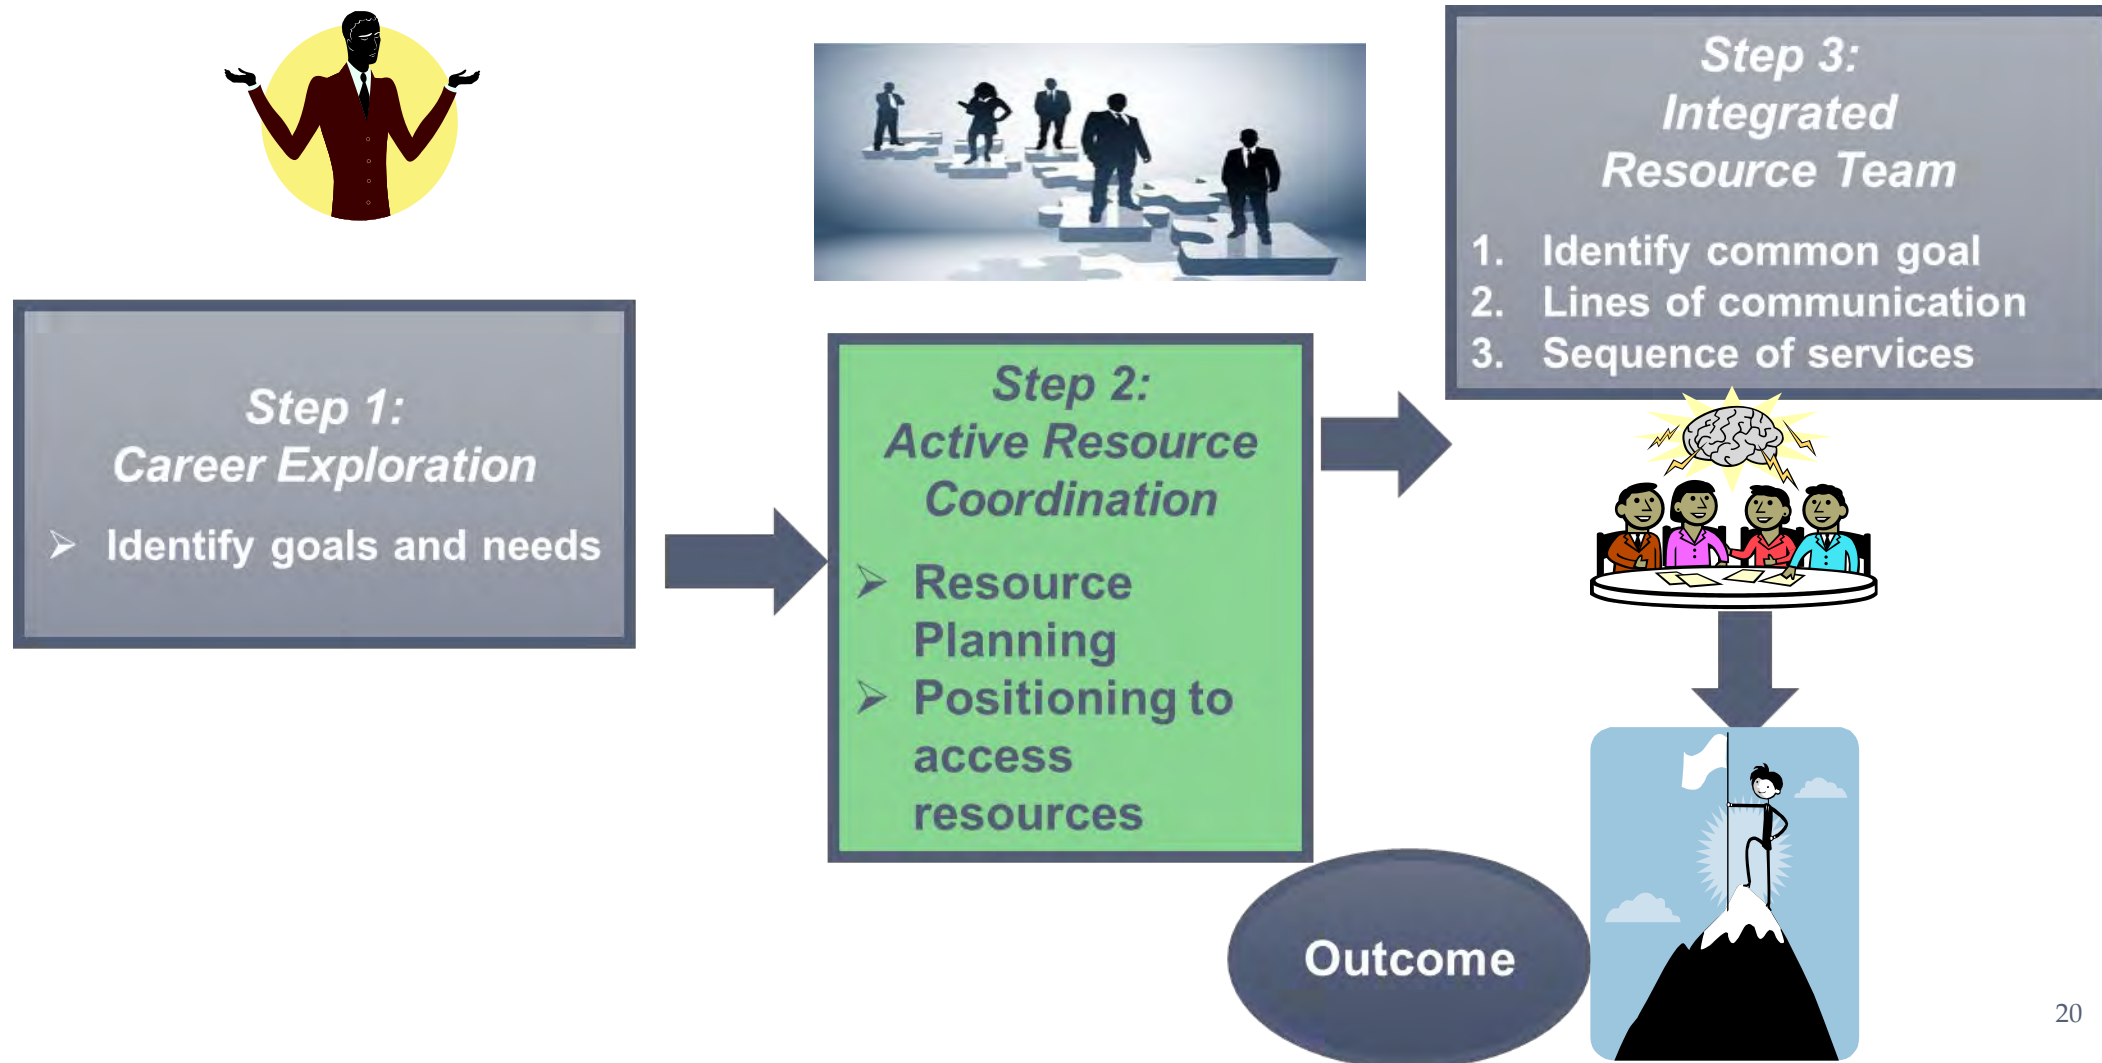 Step 1:
Career Exploration
➢ Identify goals and needs
Step 2:
Active Resource
Coordination
➢ Resource
Planning
➢ Positioning to
access
resources
Step 3:
Integrated
Resource Team
1. Identify common goal
2. Lines of communication
3. Sequence of services
Outcome
20